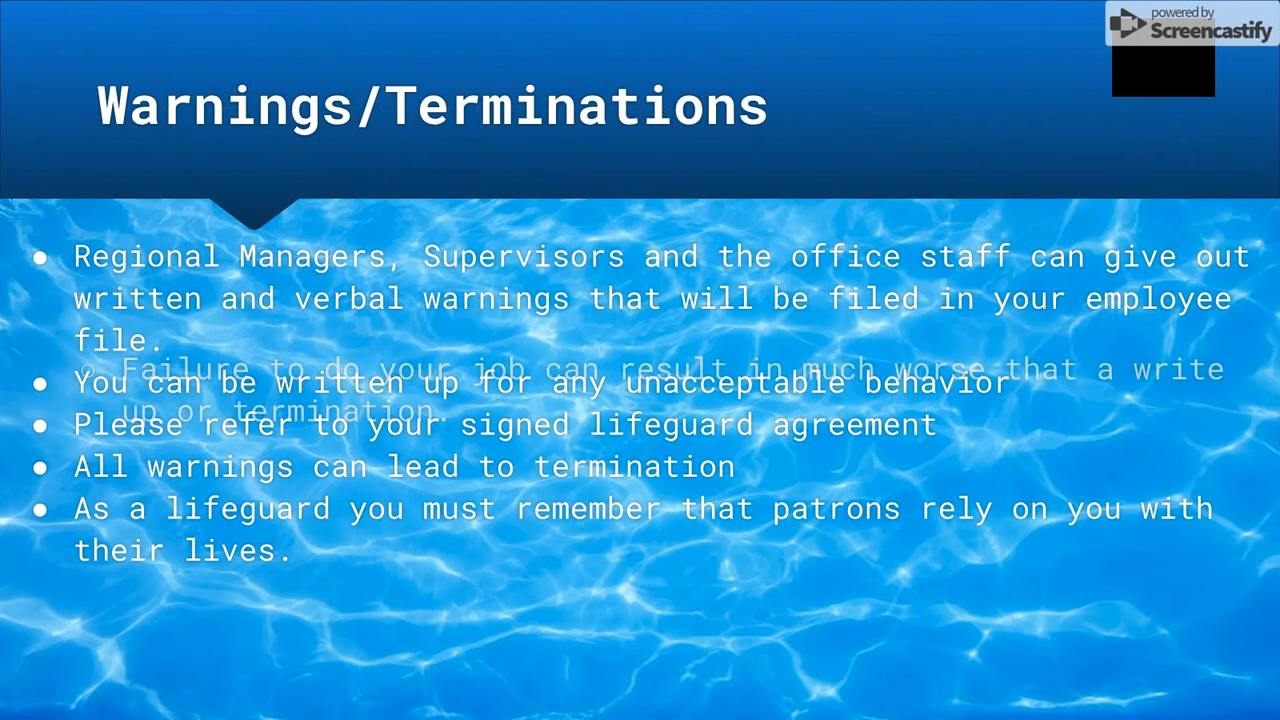 powered by
Screencastify
Warnings/Terminations
● Regional Managers, Supervisors and the office staff can give out
written and verbal warnings that will be filed in your employee
file.
○ Failure to do your job can result in much worse that a write
● You can be written up for any unacceptable behavior
up or termination.
● Please refer to your signed lifeguard agreement
● All warnings can lead to termination
● As a lifeguard you must remember that patrons rely on you with
their lives.